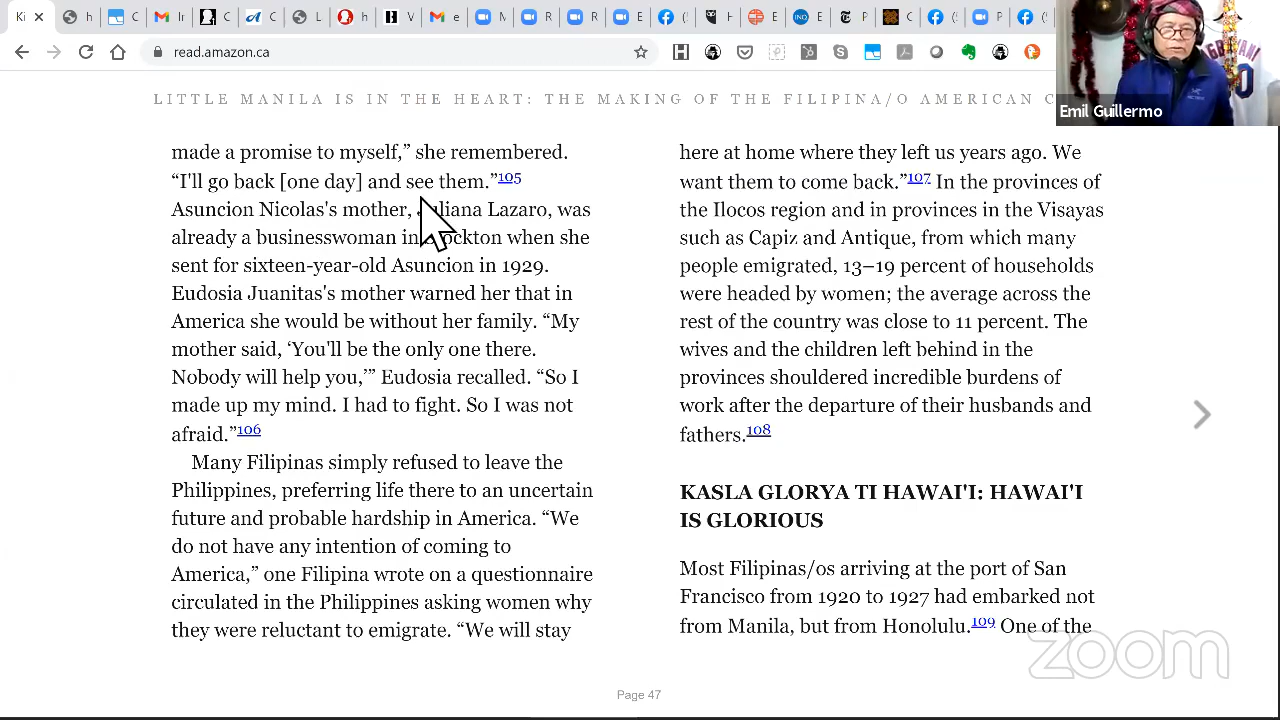 Ki
C
M
C
C
L
h
V
e
M
R
R
E
(
H
E
INQ E
P
C
(
P
(
read.amazon.ca
LITTLE MANILA IS IN THE HEART: THE MAKING OF THE FILIPINA/O AMERICAN C
Emil Guillermo
made a promise to myself,” she remembered.
“I'll go back [one day] and see them.”105
Asuncion Nicolas's mother, Juliana Lazaro, was
already a businesswoman in Stockton when she
sent for sixteen-year-old Asuncion in 1929.
Eudosia Juanitas's mother warned her that in
America she would be without her family. “My
mother said, ‘You'll be the only one there.
Nobody will help you,’” Eudosia recalled. “So I
made up my mind. I had to fight. So I was not
afraid.”106
Many Filipinas simply refused to leave the
Philippines, preferring life there to an uncertain
future and probable hardship in America. “We
do not have any intention of coming to
America,” one Filipina wrote on a questionnaire
circulated in the Philippines asking women why
they were reluctant to emigrate. “We will stay
here at home where they left us years ago. We
want them to come back.”107 In the provinces of
the Ilocos region and in provinces in the Visayas
such as Capiz and Antique, from which many
people emigrated, 13–19 percent of households
were headed by women; the average across the
rest of the country was close to 11 percent. The
wives and the children left behind in the
provinces shouldered incredible burdens of
work after the departure of their husbands and
fathers.108
KASLA GLORYA TI HAWAI'I: HAWAI'I
IS GLORIOUS
Most Filipinas/os arriving at the port of San
Francisco from 1920 to 1927 had embarked not
from Manila, but from Honolulu.109 One of the
zoom
Page 47